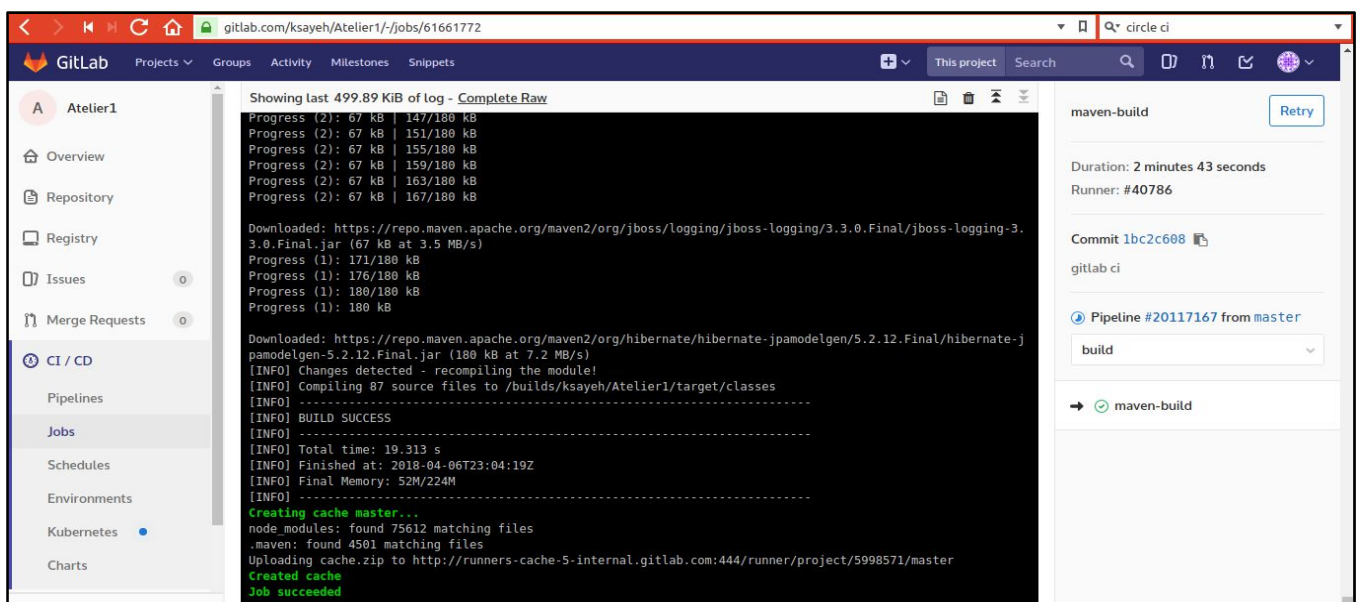 gitlab.com/ksayeh/Atelier1/-/jobs/61661772
circle ci
GitLab
Projects
Groups
Activity
Milestones
Snippets
This project
Search
A
Atelier1
Overview
Repository
Registry
Issues
0
Merge Requests
0
CI / CD
Pipelines
Jobs
Schedules
Environments
Kubernetes
Charts
Showing last 499.89 KiB of log - Complete Raw
Progress (2): 67 kB | 147/180 kB
Progress (2): 67 kB | 151/180 kB
Progress (2): 67 kB | 155/180 kB
Progress (2): 67 kB | 159/180 kB
Progress (2): 67 kB | 163/180 kB
Progress (2): 67 kB | 167/180 kB
Downloaded: https://repo.maven.apache.org/maven2/org/jboss/logging/jboss-logging/3.3.0.Final/jboss-logging-3.
3.0.Final.jar (67 kB at 3.5 MB/s)
Progress (1): 171/180 kB
Progress (1): 176/180 kB
Progress (1): 180/180 kB
Progress (1): 180 kB
Downloaded: https://repo.maven.apache.org/maven2/org/hibernate/hibernate-jpamodelgen/5.2.12.Final/hibernate-j
pamodelgen-5.2.12.Final.jar (180 kB at 7.2 MB/s)
[INFO] Changes detected - recompiling the module!
[INFO] Compiling 87 source files to /builds/ksayeh/Atelier1/target/classes
[INFO] ------------------------------------------------------------------------
[INFO] BUILD SUCCESS
[INFO] ------------------------------------------------------------------------
[INFO] Total time: 19.313 s
[INFO] Finished at: 2018-04-06T23:04:19Z
[INFO] Final Memory: 52M/224M
[INFO] ------------------------------------------------------------------------
Creating cache master...
node_modules: found 75612 matching files
.maven: found 4501 matching files
Uploading cache.zip to http://runners-cache-5-internal.gitlab.com:444/runner/project/5998571/master
Created cache
Job succeeded
maven-build
Retry
Duration: 2 minutes 43 seconds
Runner: #40786
Commit 1bc2c608
gitlab ci
Pipeline #20117167 from master
build
maven-build